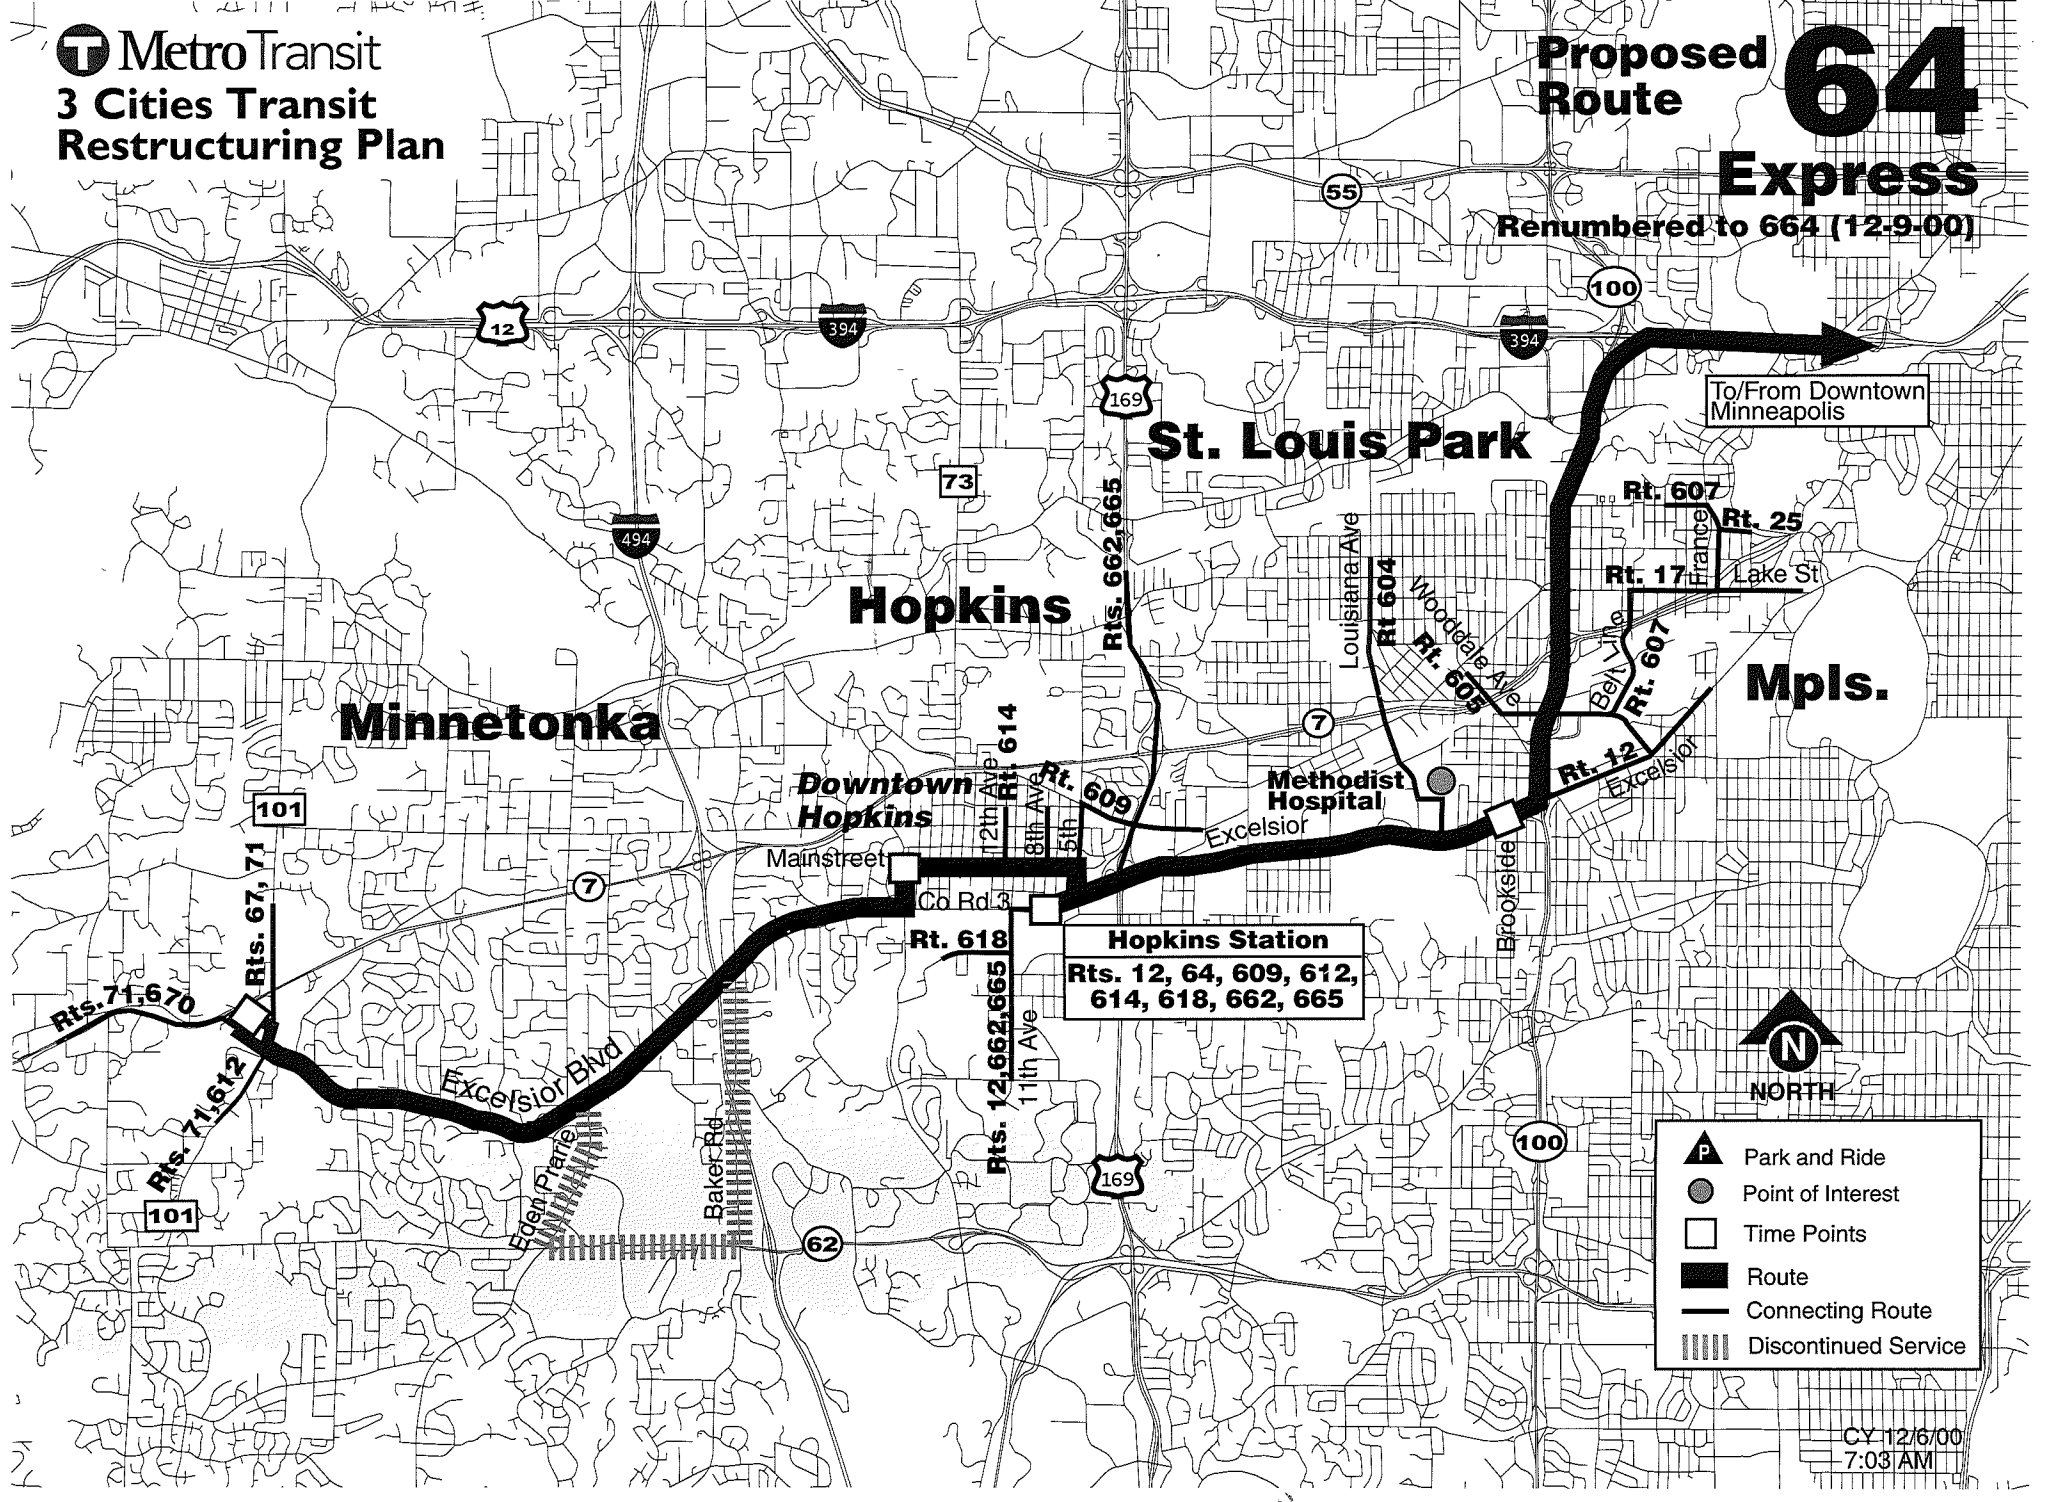 T MetroTransit
3 Cities Transit
Restructuring Plan
Proposed
Route
64
Express
Renumbered to 664 (12-9-00)
55
100
12
394
394
To/From Downtown
Minneapolis
169
St. Louis Park
73
Rt. 607
Rt. 25
France
494
Rts. 662,665
Louisiana Ave
Rt 604
Wooddale Ave
Rt. 605
Rt. 17
Lake St
Hopkins
Belt Line
Rt. 607
Mpls.
Minnetonka
7
Rt. 12
Excelsior
Downtown
Hopkins
12th Ave
Rt. 614
8th Ave
Rt. 609
5th
Methodist
Hospital
Excelsior
101
Mainstreet
Rts. 67, 71
7
Co Rd 3
Brookside
Rt. 618
Hopkins Station
Rts. 12, 64, 609, 612,
614, 618, 662, 665
Rts.71,670
Rts. 71,612
Rts. 12,662,665
11th Ave
Excelsior Blvd
N
NORTH
Eden Prarie
Baker Rd
100
169
101
62
P Park and Ride
Point of Interest
Time Points
Route
Connecting Route
Discontinued Service
CY 12/6/00
7:03 AM